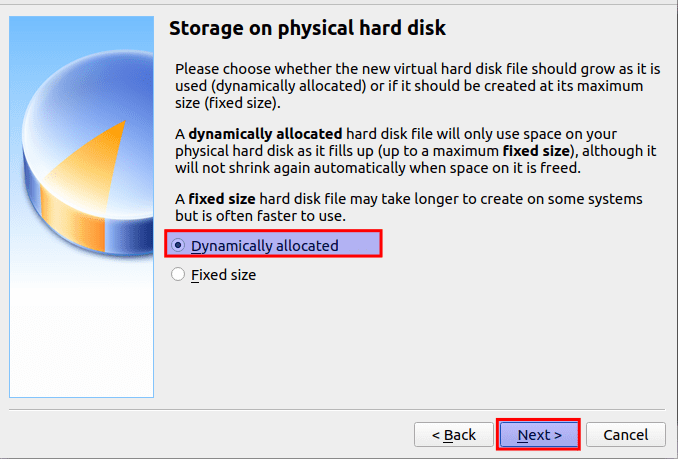 Storage on physical hard disk
Please choose whether the new virtual hard disk file should grow as it is
used (dynamically allocated) or if it should be created at its maximum
size (fixed size).
A dynamically allocated hard disk file will only use space on your
physical hard disk as it fills up (up to a maximum fixed size), although it
will not shrink again automatically when space on it is freed.
A fixed size hard disk file may take longer to create on some systems
but is often faster to use.
Dynamically allocated
Fixed size
< Back
Next >
Cancel